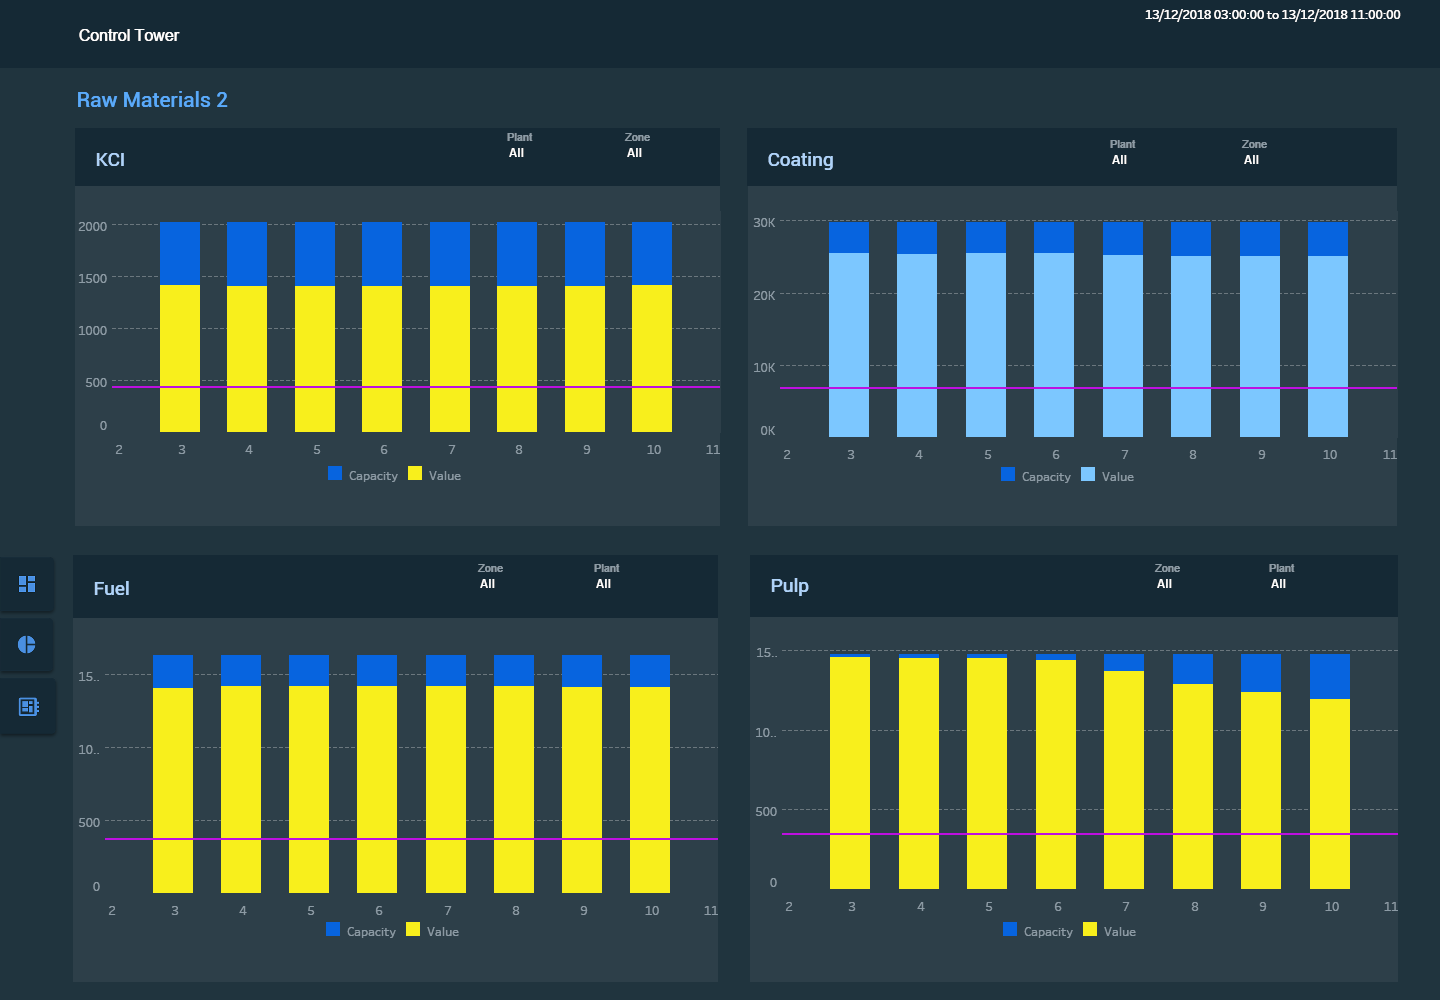 13/12/2018 03:00:00 to 13/12/2018 11:00:00
Control Tower
Raw Materials 2
KCI
Plant Zone
All All
2000
1500
1000
500
0
2 3 4 5 6 7 8 9 10 11
Capacity Value
Coating
Plant Zone
All All
30K
20K
10K
0K
2 3 4 5 6 7 8 9 10 11
Capacity Value
Fuel
Zone Plant
All All
15..
10..
500
0
2 3 4 5 6 7 8 9 10 11
Capacity Value
Pulp
Zone Plant
All All
15..
10..
500
0
2 3 4 5 6 7 8 9 10 11
Capacity Value